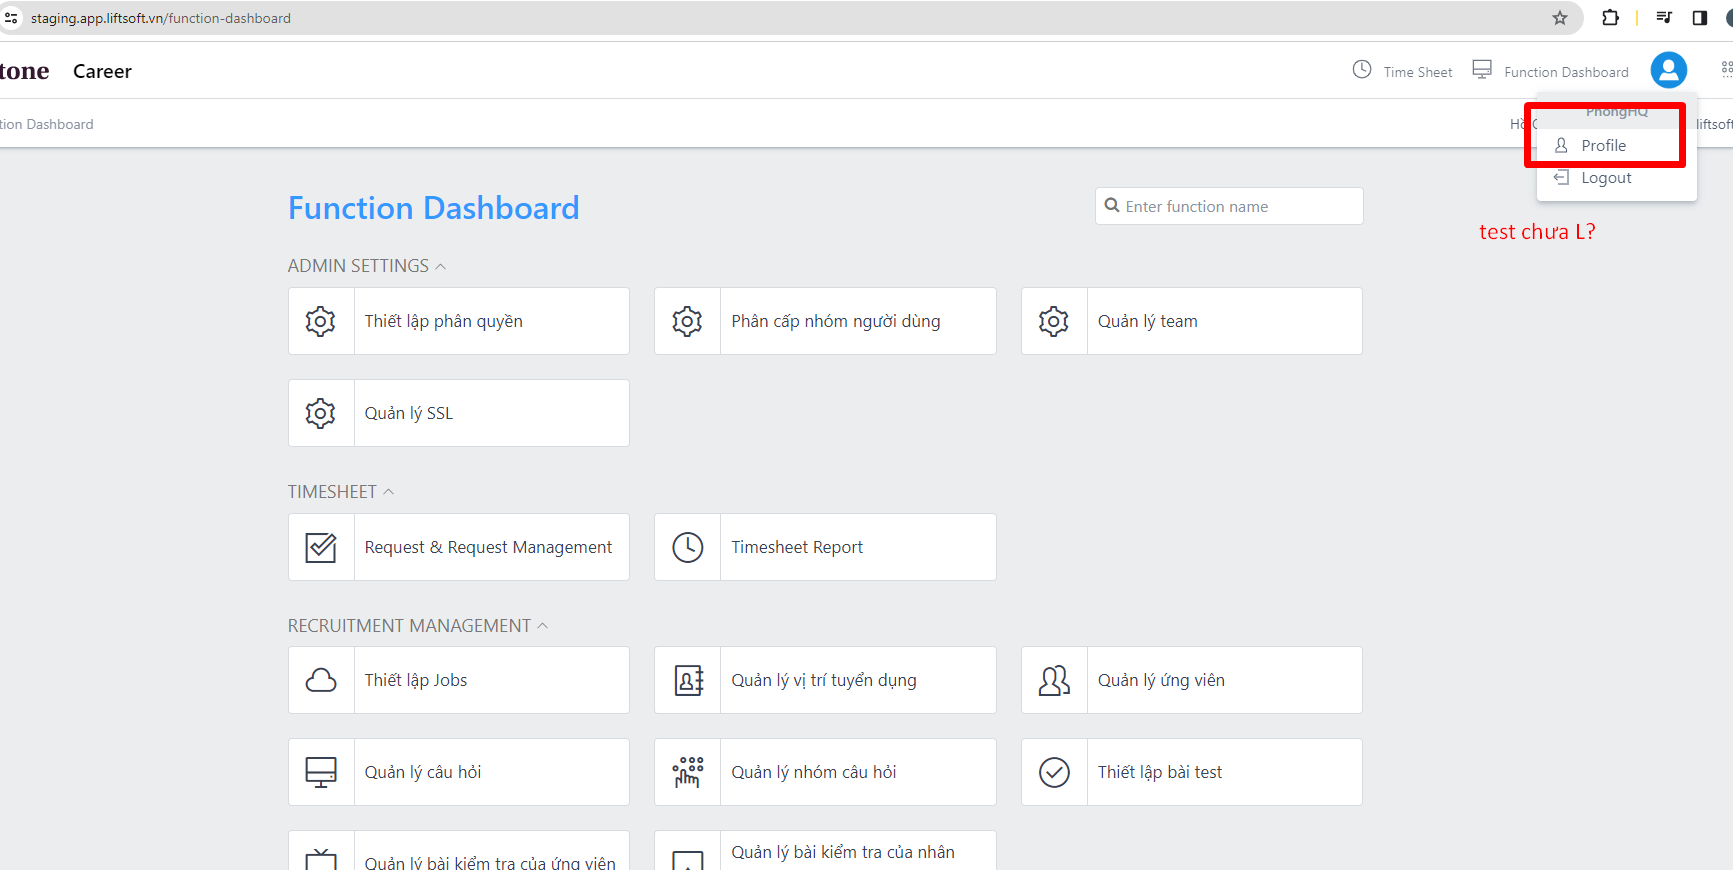 staging.app.liftsoft.vn/function-dashboard
tone Career
Time Sheet Function Dashboard
tion Dashboard
Hồ
liftsoft
PhongHQ
Profile
Logout
test chưa L?
Function Dashboard
Enter function name
ADMIN SETTINGS
Thiết lập phân quyền
Phân cấp nhóm người dùng
Quản lý team
Quản lý SSL
TIMESHEET
Request & Request Management
Timesheet Report
RECRUITMENT MANAGEMENT
Thiết lập Jobs
Quản lý vị trí tuyển dụng
Quản lý ứng viên
Quản lý câu hỏi
Quản lý nhóm câu hỏi
Thiết lập bài test
Quản lý bài kiểm tra của ứng viên
Quản lý bài kiểm tra của nhân